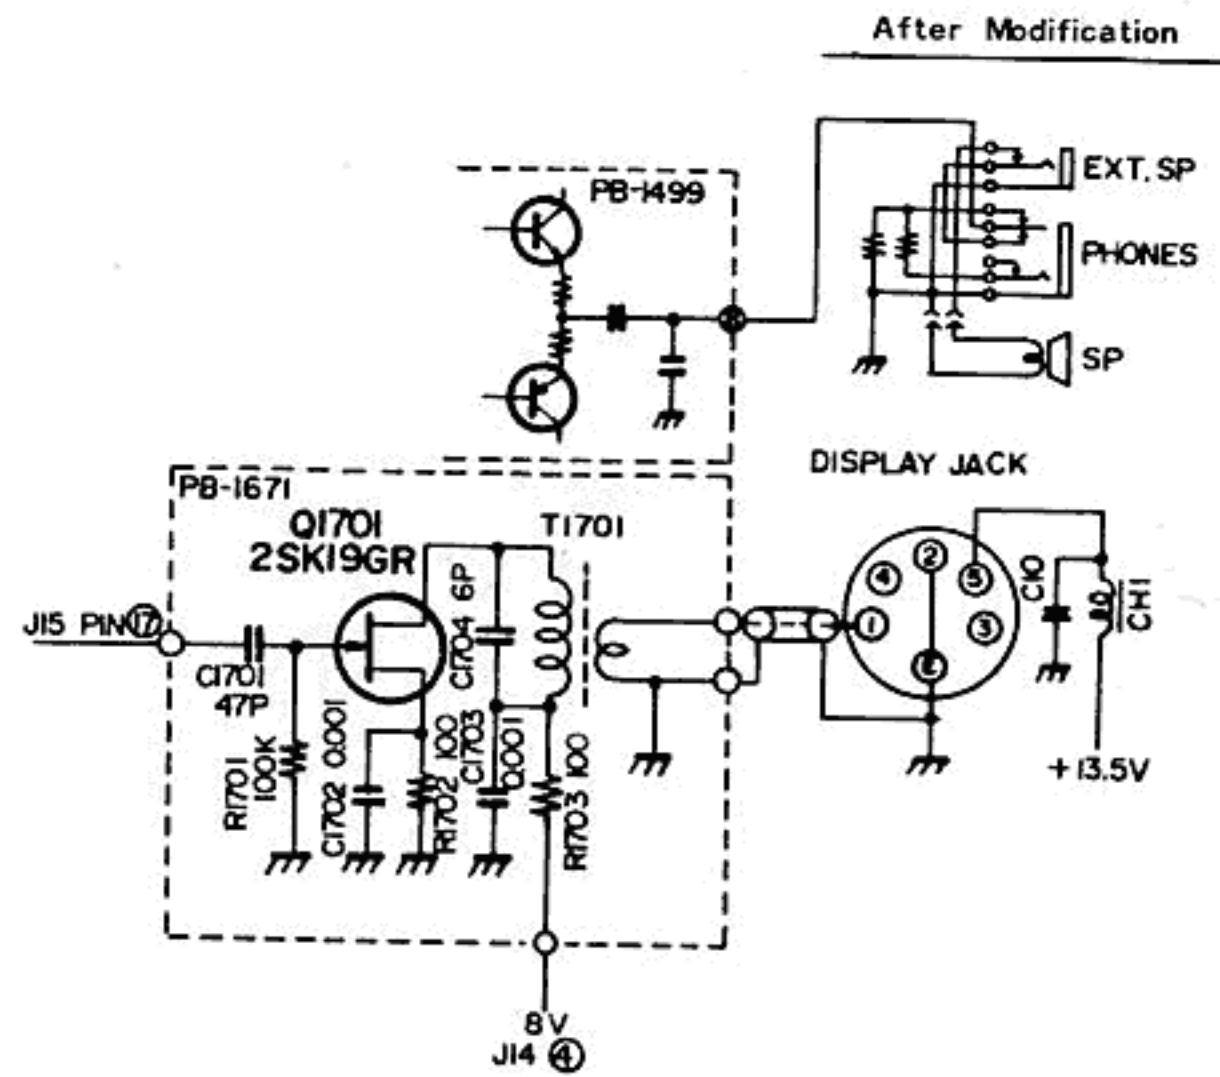 After Modification
PB-1499
EXT. SP
PHONES
SP
DISPLAY JACK
PB-1671
Q1701
2SK19GR
T1701
J15 PIN 17
C1701
47P
R1701
100K
C1702 0.001
R1702 100
C1704 6P
C1703
0.001
R1703 100
1
2
3
4
5
E
C10
CH1
+13.5V
8V
J14 4